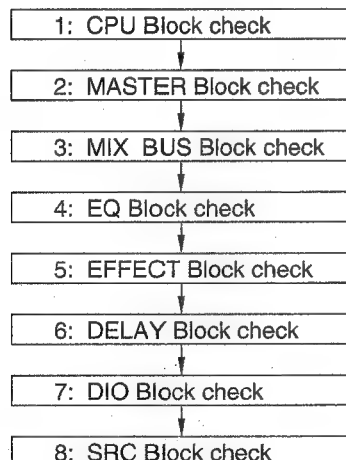 1: CPU Block check
2: MASTER Block check
3: MIX BUS Block check
4: EQ Block check
5: EFFECT Block check
6: DELAY Block check
7: DIO Block check
8: SRC Block check